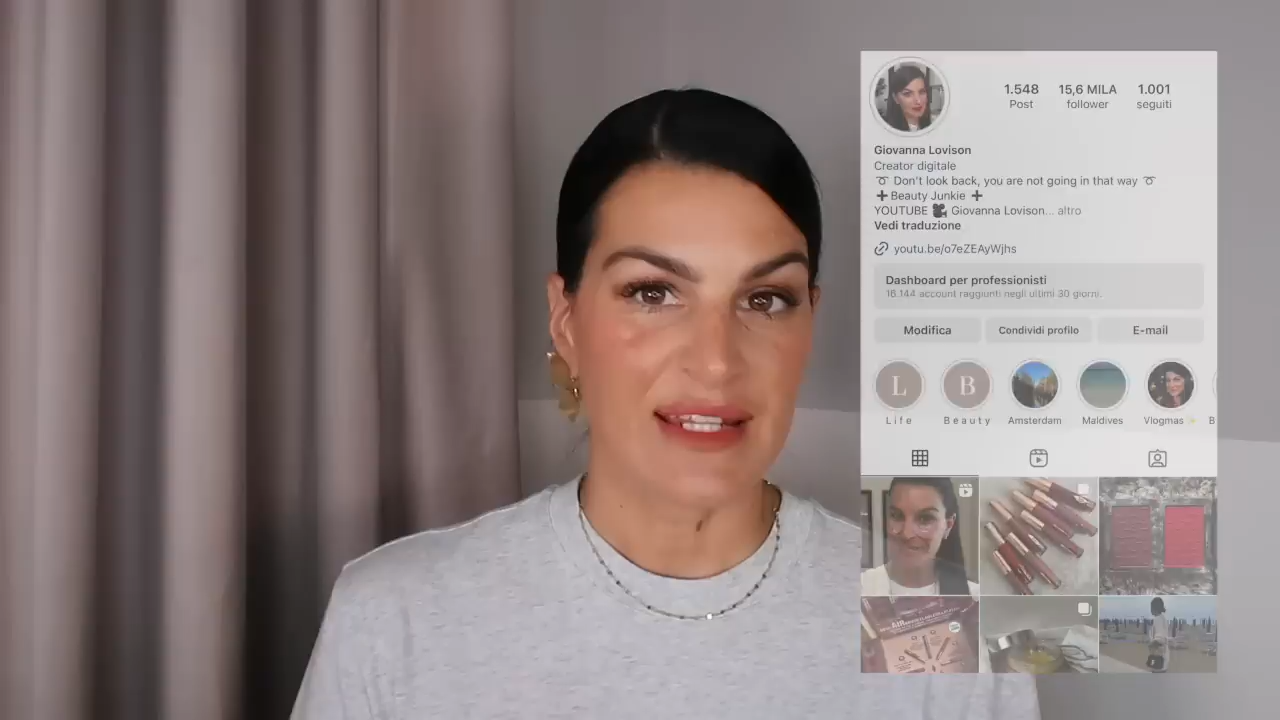 1.548 15,6 MILA 1.001
Post follower seguiti
Giovanna Lovison
Creator digitale
➰ Don't look back, you are not going in that way ➰
✚ Beauty Junkie ✚
YOUTUBE 🎥 Giovanna Lovison... altro
Vedi traduzione
youtu.be/o7eZEAyWjhs
Dashboard per professionisti
16.144 account raggiunti negli ultimi 30 giorni.
Modifica Condividi profilo E-mail
L B
Life Beauty Amsterdam Maldives Vlogmas ✨ B
AIR